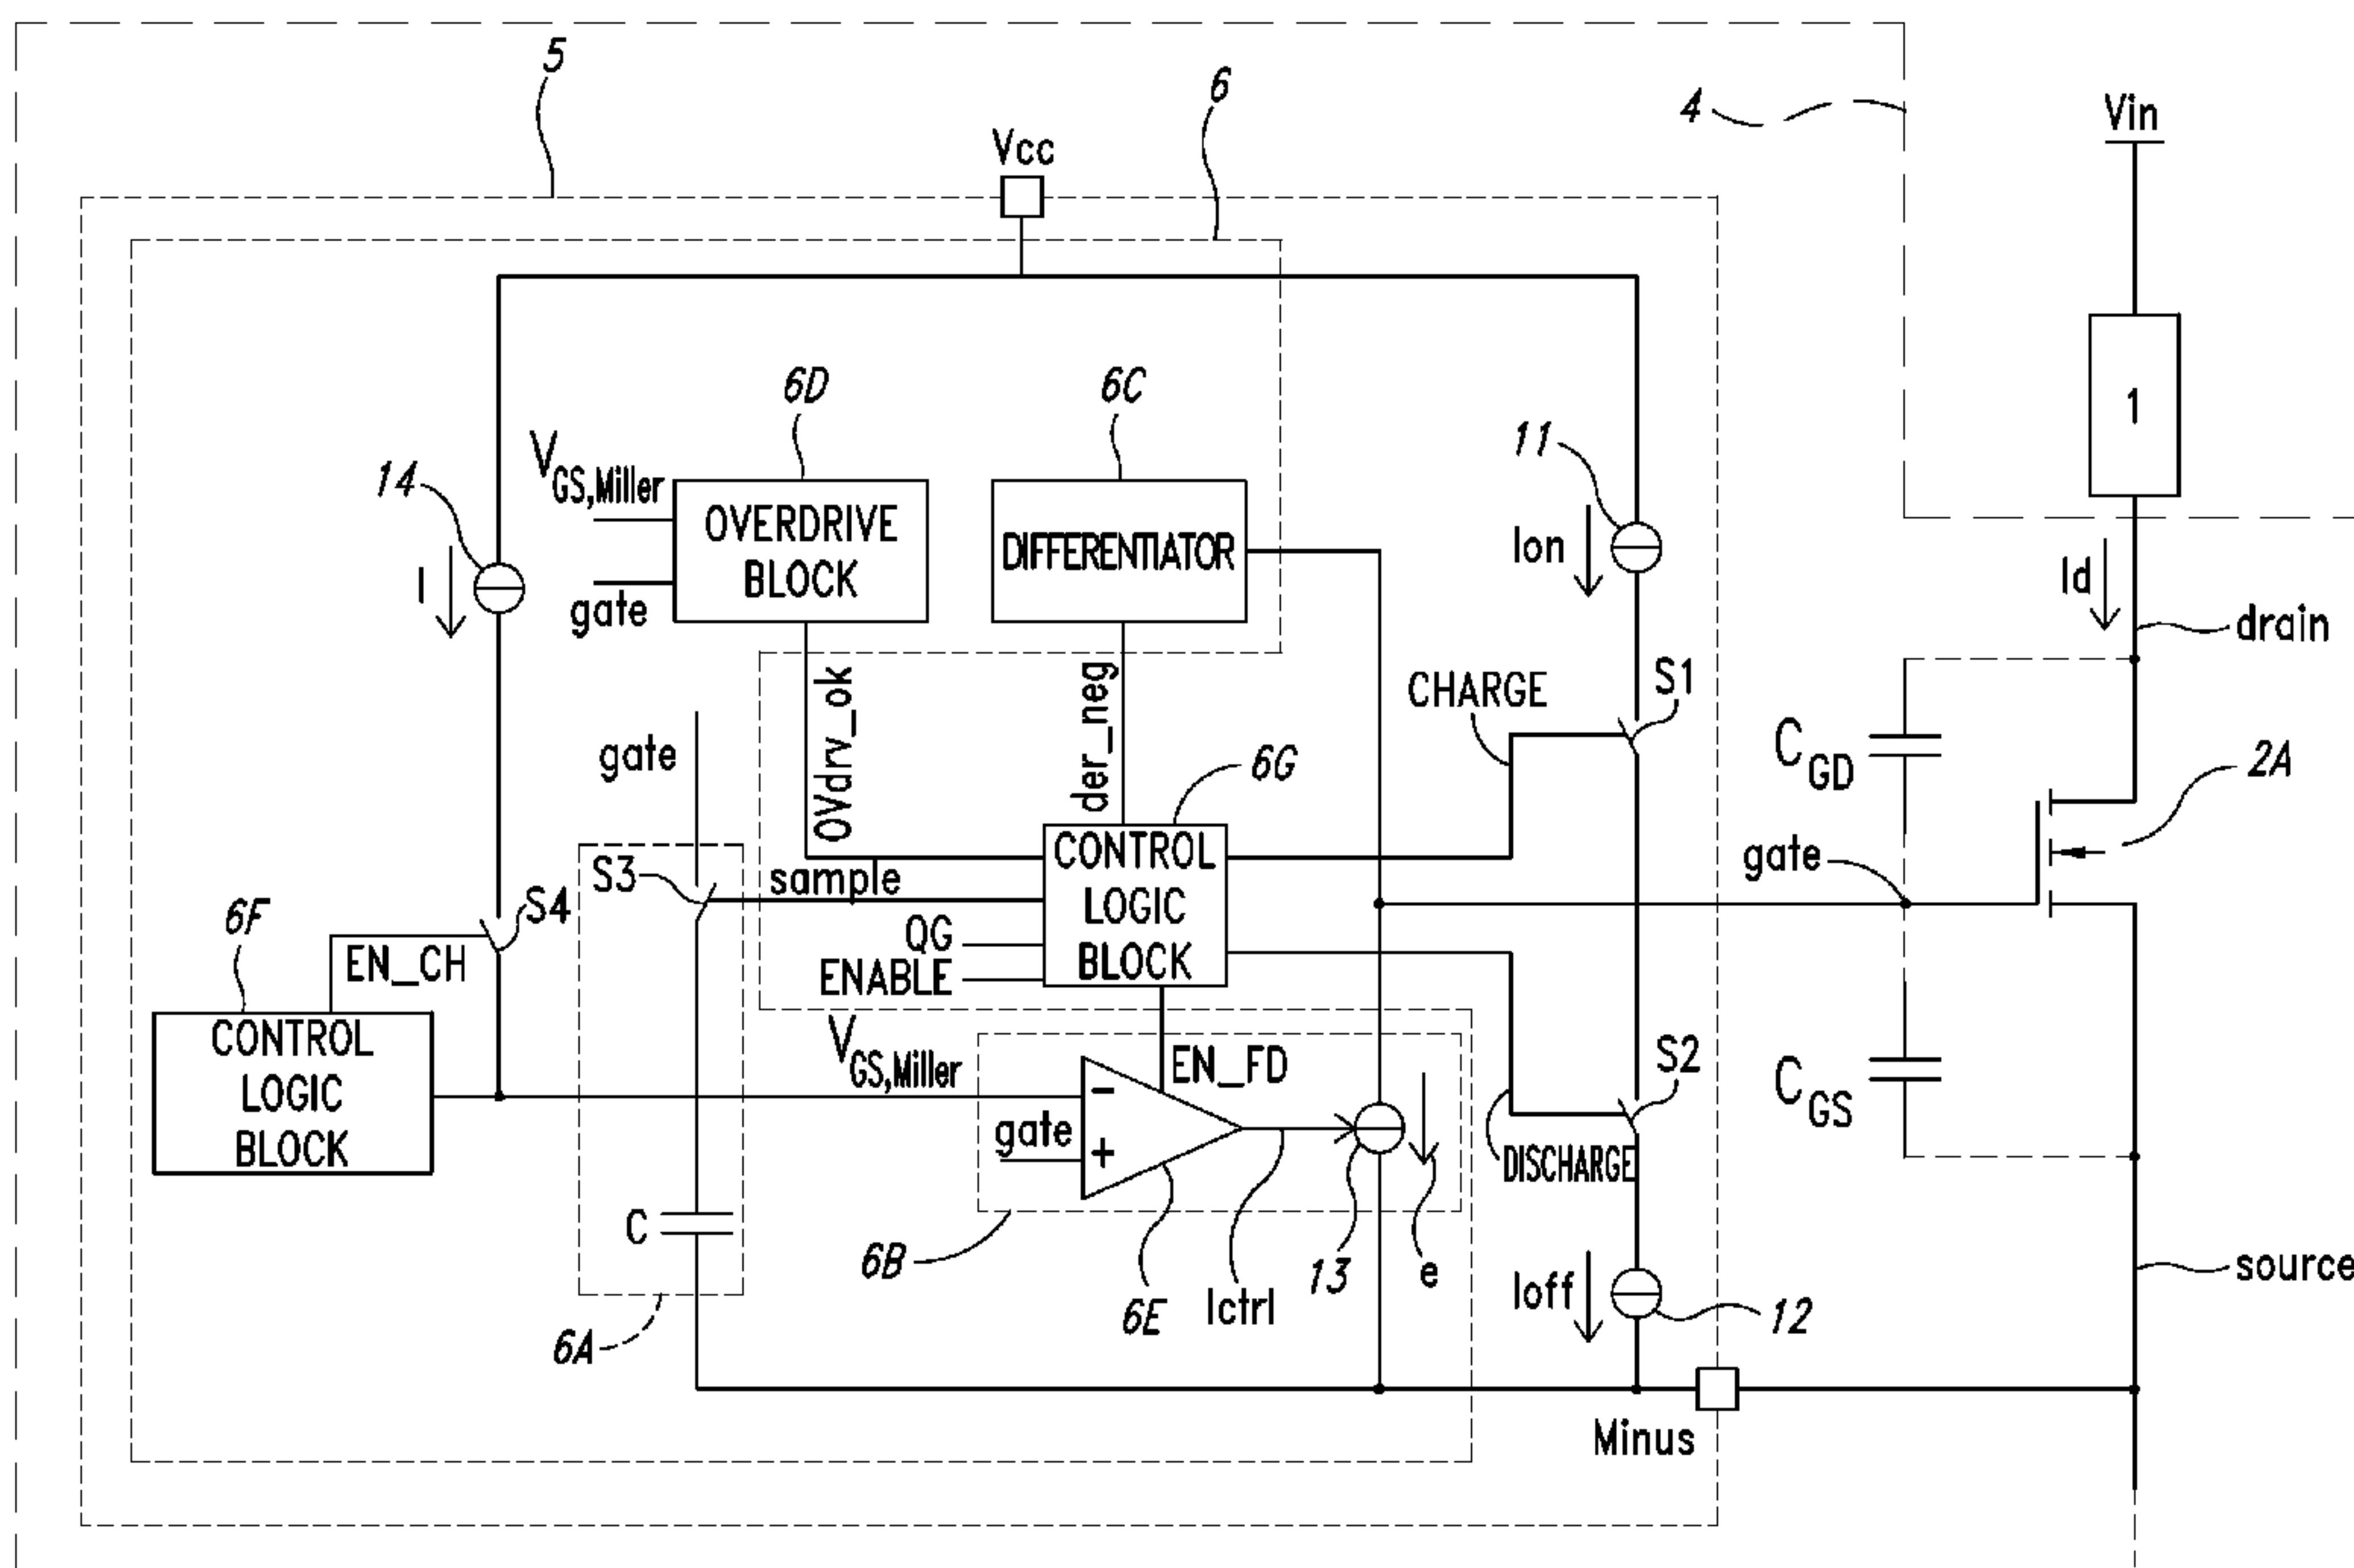 5
6
4
Vin
Vcc
1
6D
6C
11
14
VGS,Miller
OVERDRIVE
BLOCK
gate
DIFFERENTIATOR
Ion
I
Id
drain
OVdrv_ok
der_neg
CHARGE
S1
gate
6G
CGD
2A
S3
sample
CONTROL
LOGIC
BLOCK
gate
6F
S4
EN_CH
QG
ENABLE
CONTROL
LOGIC
BLOCK
VGS,Miller
EN_FD
S2
CGS
gate
-
+
DISCHARGE
C
6B
6E
Ictrl
13
e
Ioff
12
source
6A
Minus